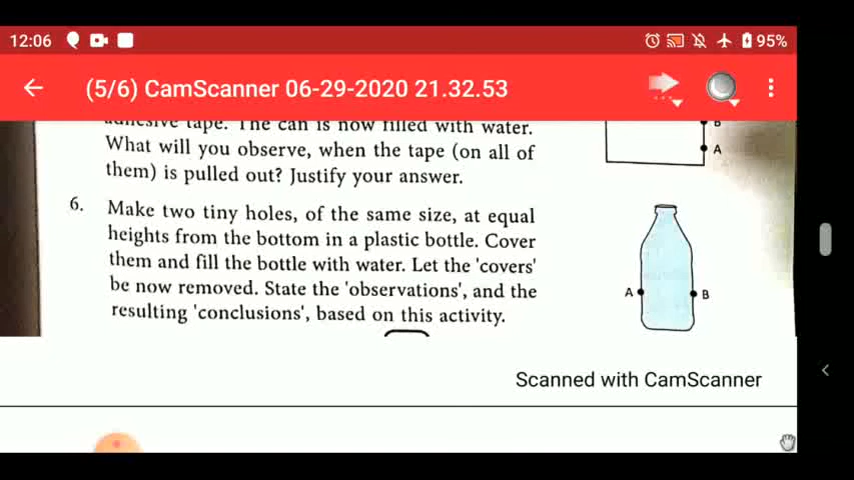 12:06
95%
(5/6) CamScanner 06-29-2020 21.32.53
adhesive tape. The can is now filled with water.
What will you observe, when the tape (on all of
them) is pulled out? Justify your answer.
B
A
6. Make two tiny holes, of the same size, at equal
heights from the bottom in a plastic bottle. Cover
them and fill the bottle with water. Let the 'covers'
be now removed. State the 'observations', and the
resulting 'conclusions', based on this activity.
A
B
Scanned with CamScanner